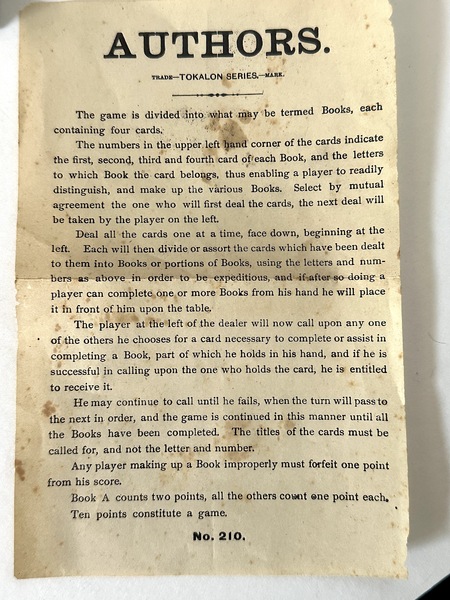 AUTHORS.
TRADE—TOKALON SERIES.—MARK.
The game is divided into what may be termed Books, each
containing four cards.
The numbers in the upper left hand corner of the cards indicate
the first, second, third and fourth card of each Book, and the letters
to which Book the card belongs, thus enabling a player to readily
distinguish, and make up the various Books. Select by mutual
agreement the one who will first deal the cards, the next deal will
be taken by the player on the left.
Deal all the cards one at a time, face down, beginning at the
left. Each will then divide or assort the cards which have been dealt
to them into Books or portions of Books, using the letters and num-
bers as above in order to be expeditious, and if after so doing a
player can complete one or more Books from his hand he will place
it in front of him upon the table.
The player at the left of the dealer will now call upon any one
of the others he chooses for a card necessary to complete or assist in
completing a Book, part of which he holds in his hand, and if he is
successful in calling upon the one who holds the card, he is entitled
to receive it.
He may continue to call until he fails, when the turn will pass to
the next in order, and the game is continued in this manner until all
the Books have been completed. The titles of the cards must be
called for, and not the letter and number.
Any player making up a Book improperly must forfeit one point
from his score.
Book A counts two points, all the others count one point each.
Ten points constitute a game.
No. 210.